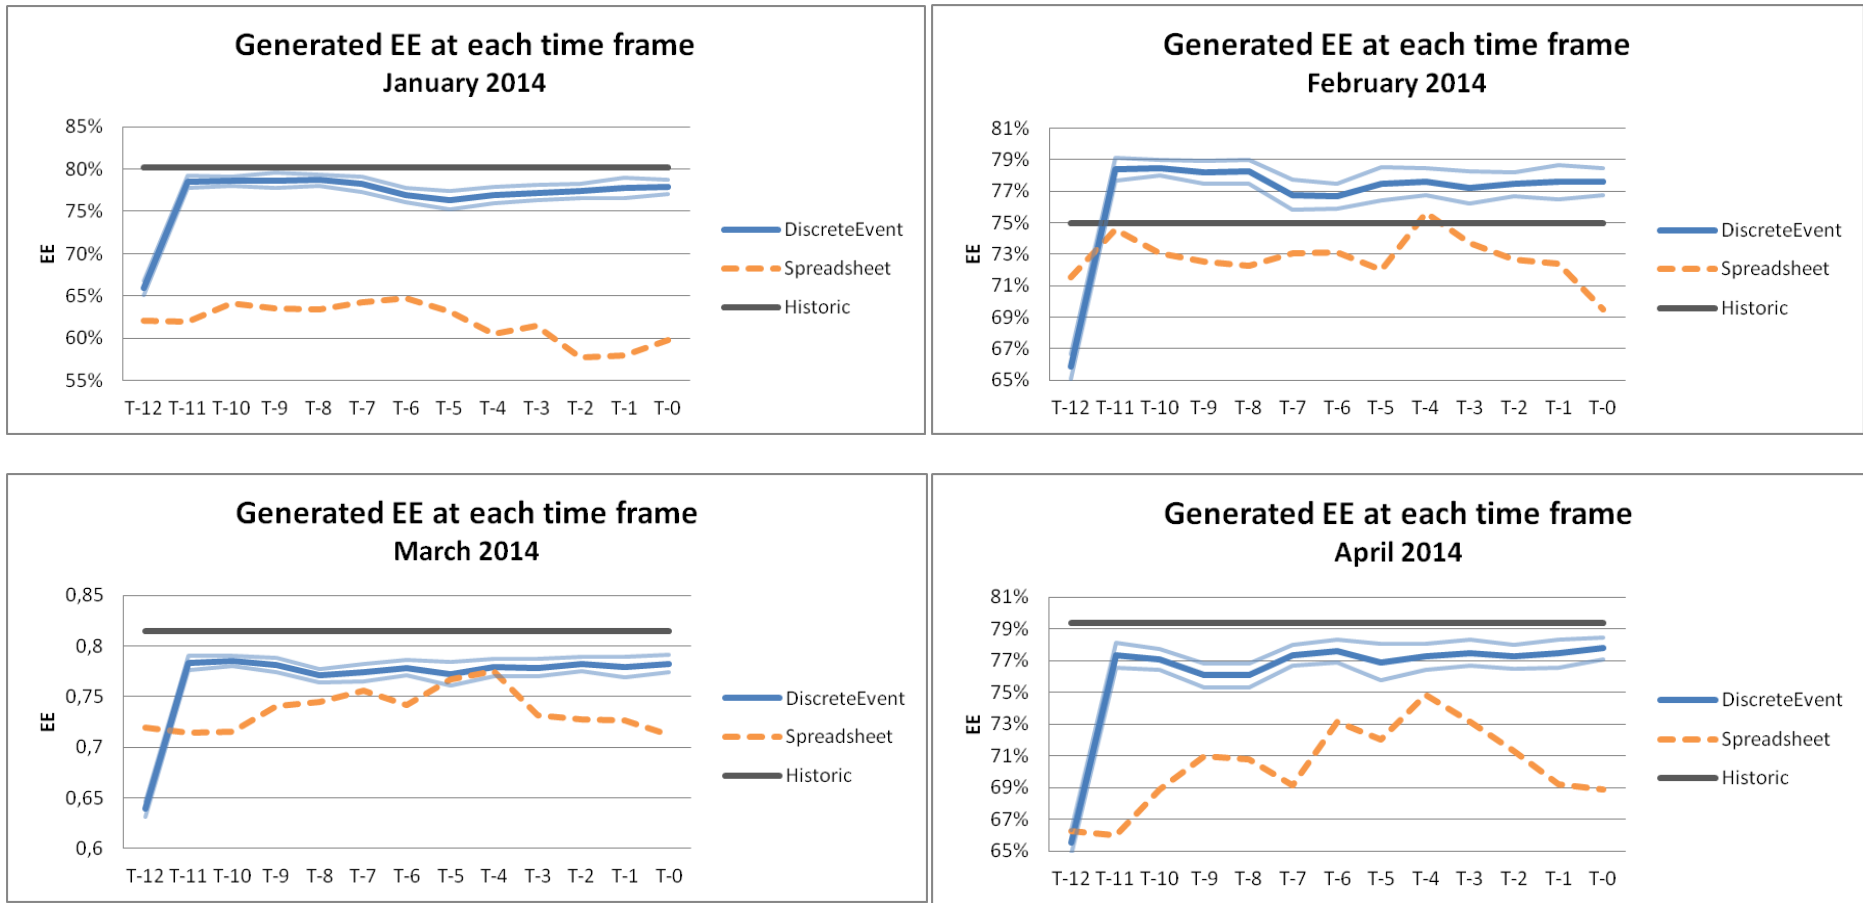 Generated EE at each time frame
January 2014
85%
80%
75%
70%
65%
60%
55%
EE
T-12 T-11 T-10 T-9 T-8 T-7 T-6 T-5 T-4 T-3 T-2 T-1 T-0
DiscreteEvent
Spreadsheet
Historic
Generated EE at each time frame
February 2014
81%
79%
77%
75%
73%
71%
69%
67%
65%
EE
T-12 T-11 T-10 T-9 T-8 T-7 T-6 T-5 T-4 T-3 T-2 T-1 T-0
DiscreteEvent
Spreadsheet
Historic
Generated EE at each time frame
March 2014
0,85
0,8
0,75
0,7
0,65
0,6
EE
T-12 T-11 T-10 T-9 T-8 T-7 T-6 T-5 T-4 T-3 T-2 T-1 T-0
DiscreteEvent
Spreadsheet
Historic
Generated EE at each time frame
April 2014
81%
79%
77%
75%
73%
71%
69%
67%
65%
EE
T-12 T-11 T-10 T-9 T-8 T-7 T-6 T-5 T-4 T-3 T-2 T-1 T-0
DiscreteEvent
Spreadsheet
Historic